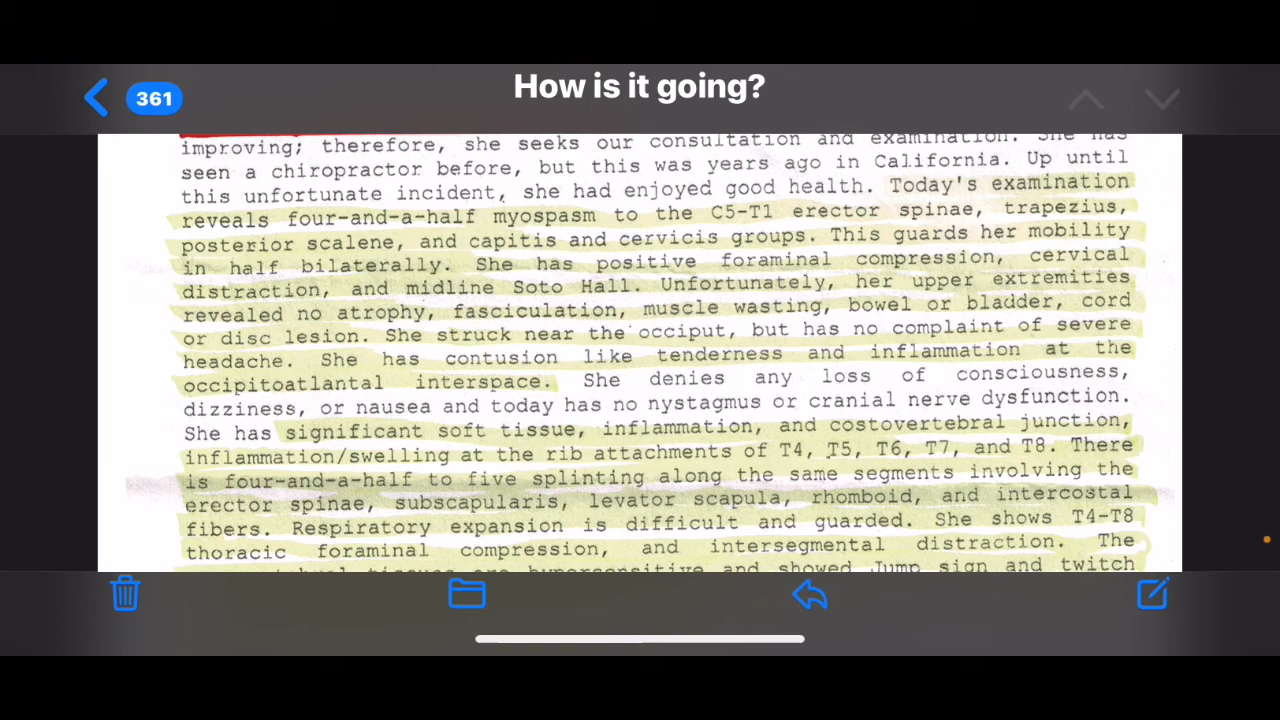 How is it going?
361
improving; therefore, she seeks our consultation and examination. She has
seen a chiropractor before, but this was years ago in California. Up until
this unfortunate incident, she had enjoyed good health. Today's examination
reveals four-and-a-half myospasm to the C5-T1 erector spinae, trapezius,
posterior scalene, and capitis and cervicis groups. This guards her mobility
in half bilaterally. She has positive foraminal compression, cervical
distraction, and midline Soto Hall. Unfortunately, her upper extremities
revealed no atrophy, fasciculation, muscle wasting, bowel or bladder, cord
or disc lesion. She struck near the occiput, but has no complaint of severe
headache. She has contusion like tenderness and inflammation at the
occipitoatlantal interspace. She denies any loss of consciousness,
dizziness, or nausea and today has no nystagmus or cranial nerve dysfunction.
She has significant soft tissue, inflammation, and costovertebral junction,
inflammation/swelling at the rib attachments of T4, T5, T6, T7, and T8. There
is four-and-a-half to five splinting along the same segments involving the
erector spinae, subscapularis, levator scapula, rhomboid, and intercostal
fibers. Respiratory expansion is difficult and guarded. She shows T4-T8
thoracic foraminal compression, and intersegmental distraction. The
tissues are hypersensitive and showed Jump sign and twitch